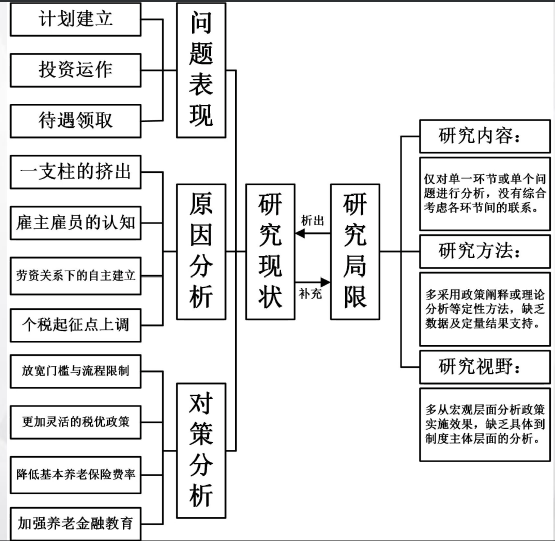 计划建立
投资运作
待遇领取
问题表现
一支柱的挤出
雇主雇员的认知
劳资关系下的自主建立
个税起征点上调
原因分析
放宽门槛与流程限制
更加灵活的税优政策
降低基本养老保险费率
加强养老金融教育
对策分析
研究现状
析出
补充
研究局限
研究内容：
仅对单一环节或单个问
题进行分析，没有综合
考虑各环节间的联系。
研究方法：
多采用政策阐释或理论
分析等定性方法，缺乏
数据及定量结果支持。
研究视野：
多从宏观层面分析政策
实施效果，缺乏具体到
制度主体层面的分析。